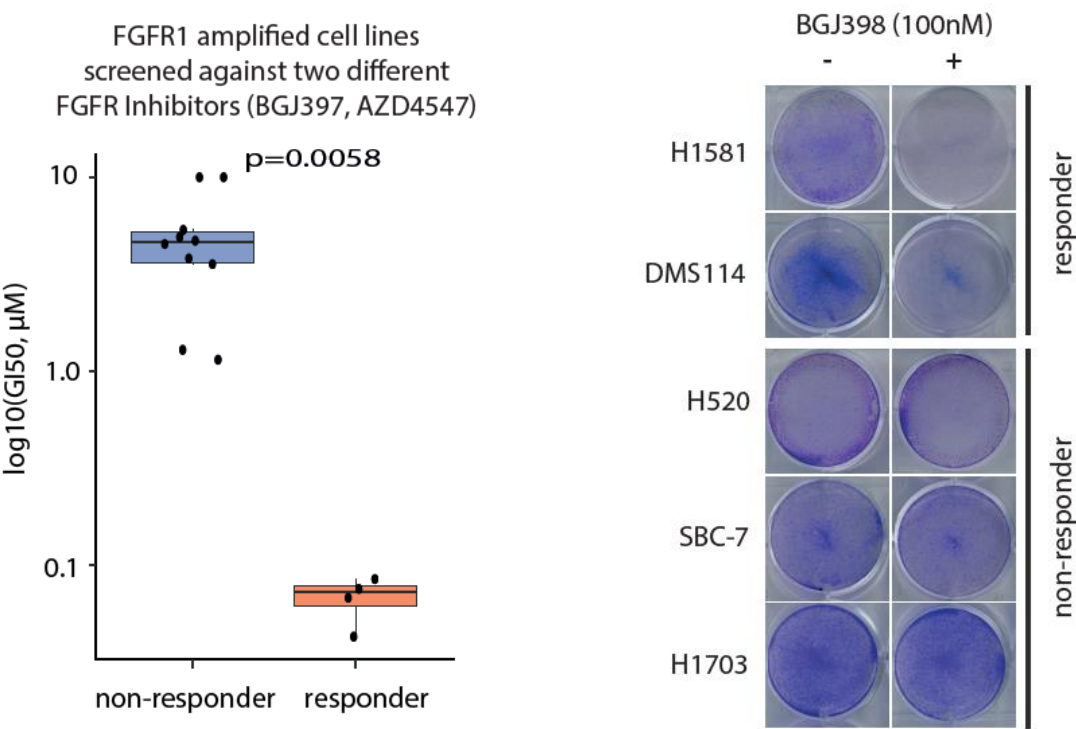 FGFR1 amplified cell lines
screened against two different
FGFR Inhibitors (BGJ397, AZD4547)
p=0.0058
log10(GI50, µM)
10
1.0
0.1
non-responder
responder
BGJ398 (100nM)
- +
H1581
DMS114
responder
H520
SBC-7
H1703
non-responder